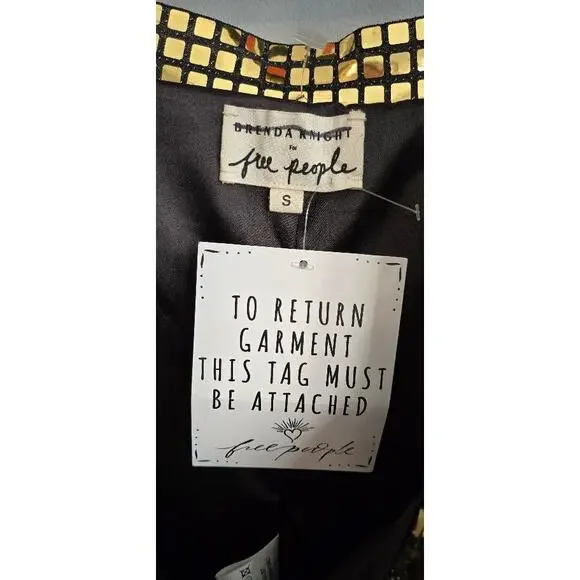 BRENDA KNIGHT
For
free people
S
TO RETURN
GARMENT
THIS TAG MUST
BE ATTACHED
free people